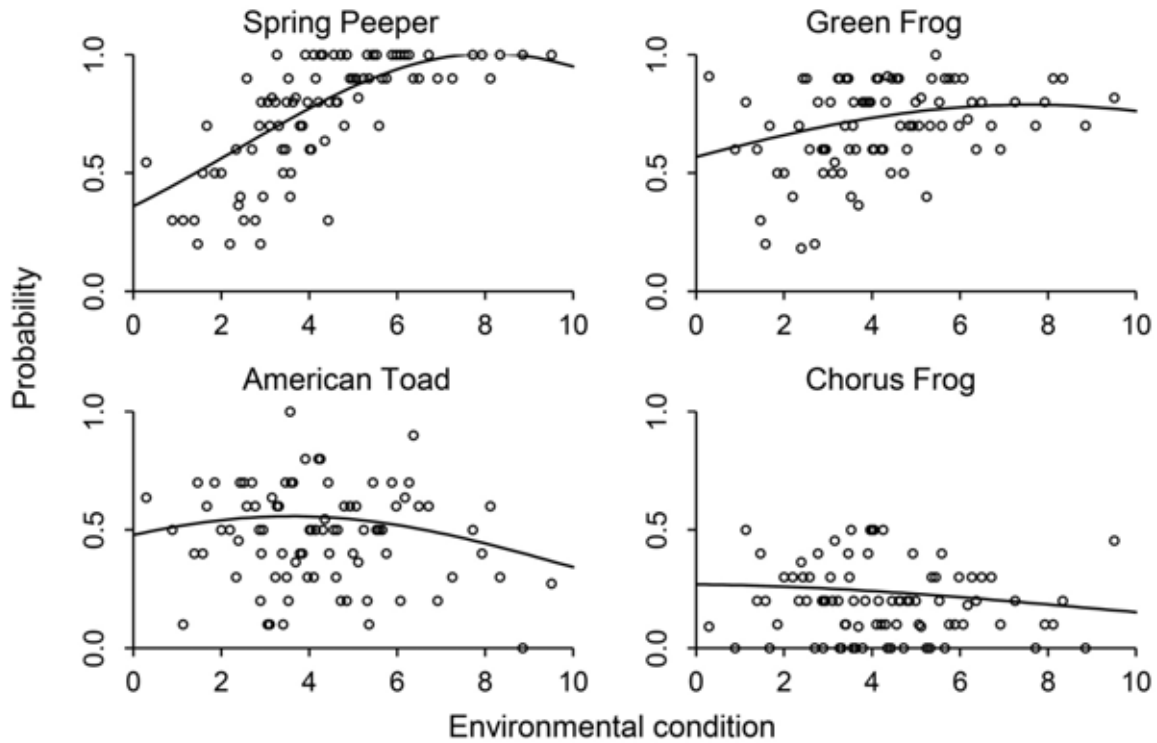 Spring Peeper
Green Frog
1.0
0.5
0.0
0 2 4 6 8 10
1.0
0.5
0.0
0 2 4 6 8 10
Probability
American Toad
Chorus Frog
1.0
0.5
0.0
0 2 4 6 8 10
1.0
0.5
0.0
0 2 4 6 8 10
Environmental condition